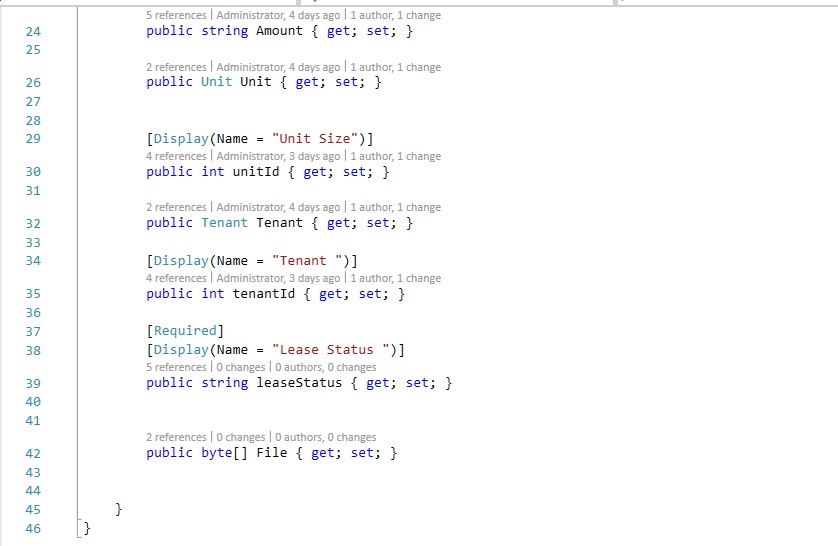 5 references | Administrator, 4 days ago | 1 author, 1 change
24 public string Amount { get; set; }
25
2 references | Administrator, 4 days ago | 1 author, 1 change
26 public Unit Unit { get; set; }
27
28
29 [Display(Name = "Unit Size")]
4 references | Administrator, 3 days ago | 1 author, 1 change
30 public int unitId { get; set; }
31
2 references | Administrator, 4 days ago | 1 author, 1 change
32 public Tenant Tenant { get; set; }
33
34 [Display(Name = "Tenant ")]
4 references | Administrator, 3 days ago | 1 author, 1 change
35 public int tenantId { get; set; }
36
37 [Required]
38 [Display(Name = "Lease Status ")]
5 references | 0 changes | 0 authors, 0 changes
39 public string leaseStatus { get; set; }
40
41
2 references | 0 changes | 0 authors, 0 changes
42 public byte[] File { get; set; }
43
44
45 }
46 }